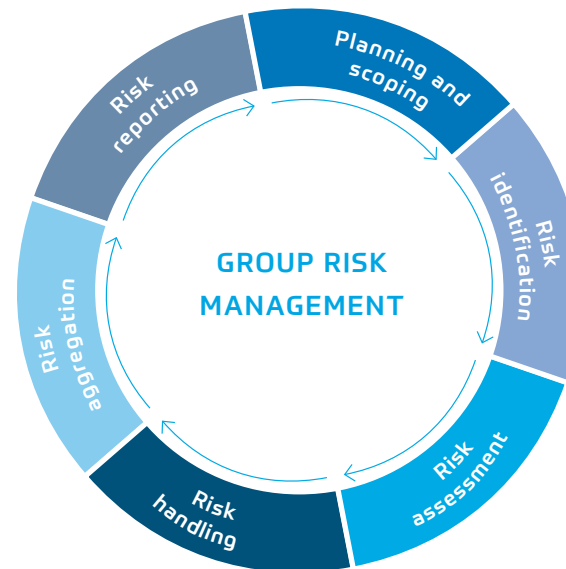 Planning and
scoping
Risk
identification
Risk
assessment
Risk
handling
Risk
aggregation
Risk
reporting
GROUP RISK
MANAGEMENT